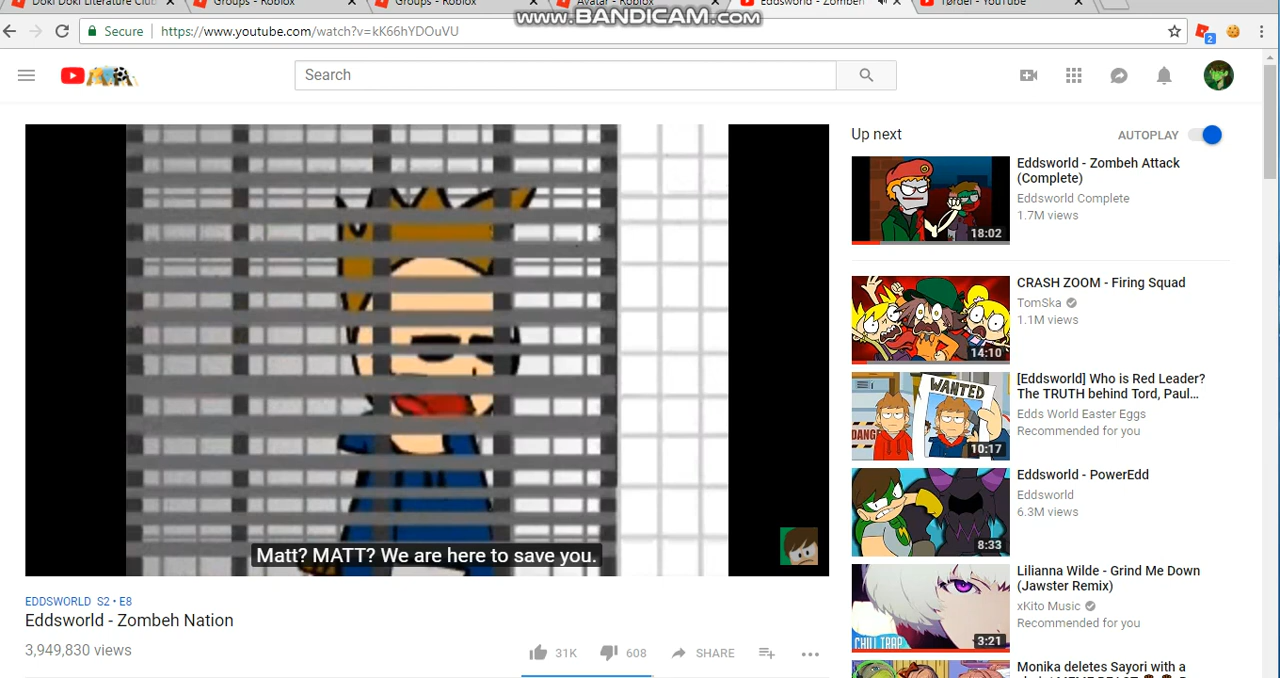 Doki Doki Literature Club
Groups - Roblox
Groups - Roblox
Avatar - Roblox
Eddsworld - Zombeh
Tørdel - YouTube
www.BANDICAM.com
Secure
https://www.youtube.com/watch?v=kK66hYDOuVU
2
Search
Up next
AUTOPLAY
Eddsworld - Zombeh Attack
(Complete)
Eddsworld Complete
1.7M views
18:02
CRASH ZOOM - Firing Squad
TomSka
1.1M views
14:10
[Eddsworld] Who is Red Leader?
The TRUTH behind Tord, Paul...
Edds World Easter Eggs
Recommended for you
WANTED
DANG
10:17
Eddsworld - PowerEdd
Eddsworld
6.3M views
8:33
Lilianna Wilde - Grind Me Down
(Jawster Remix)
xKito Music
Recommended for you
CHILL TRAP
3:21
Monika deletes Sayori with a
Matt? MATT? We are here to save you.
EDDSWORLD S2 • E8
Eddsworld - Zombeh Nation
3,949,830 views
31K
608
SHARE